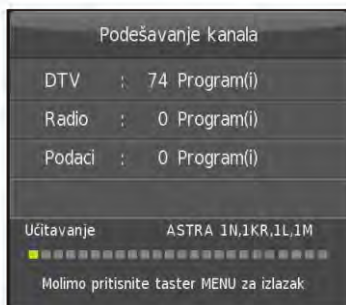 Podešavanje kanala
DTV : 74 Program(i)
Radio : 0 Program(i)
Podaci : 0 Program(i)
Učitavanje ASTRA 1N,1KR,1L,1M
Molimo pritisnite taster MENU za izlazak